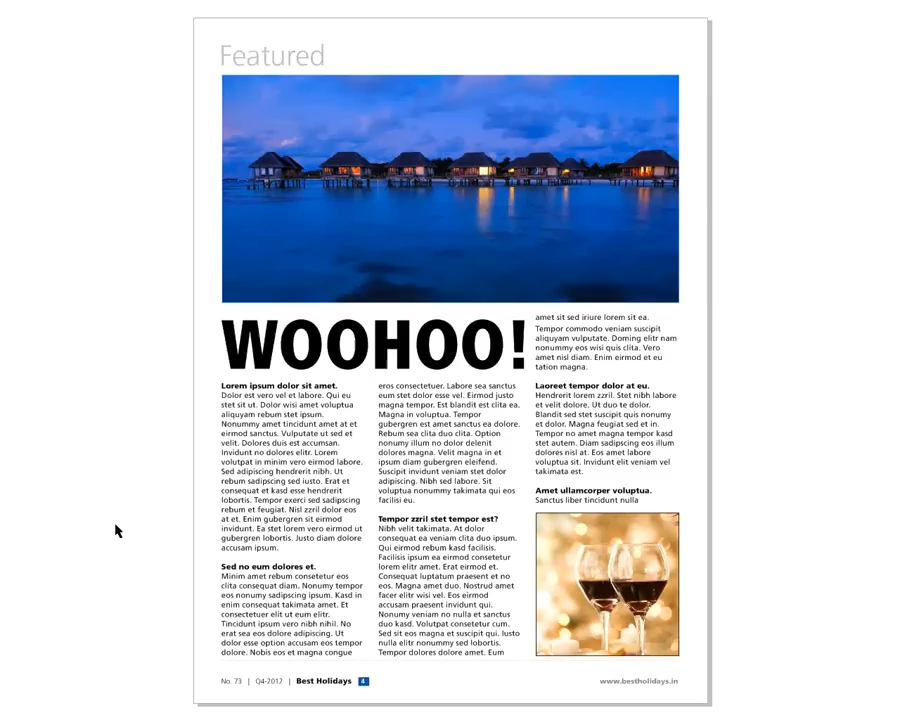 Featured
WOOHOO!
Lorem ipsum dolor sit amet.
Dolor est vero vel et labore. Qui eu
stet sit ut. Dolor wisi amet voluptua
aliquyam rebum stet ipsum.
Nonummy amet tincidunt amet at et
eirmod sanctus. Vulputate ut sed et
velit. Dolores duis est accumsan.
Invidunt no dolores elitr. Lorem
volutpat in minim vero eirmod labore.
Sed adipiscing hendrerit nibh. Ut
rebum sadipscing sed iusto. Erat et
consequat et kasd esse hendrerit
lobortis. Tempor exerci sed sadipscing
rebum et feugiat. Nisl zzril dolor eos
at et. Enim gubergren sit eirmod
nvidunt. Ea stet lorem vero eirmod ut
gubergren lobortis. Justo diam dolore
accusam ipsum.
Sed no eum dolores et.
Minim amet rebum consetetur eos
clita consequat diam. Nonumy tempor
eos nonumy sadipscing ipsum. Kasd in
enim consequat takimata amet. Et
consectetuer elit ut eum elitr.
Tincidunt ipsum vero nibh nihil. No
erat sea eos dolore adipiscing. Ut
dolor esse option accusam eos tempor
dolore. Nobis eos et magna congue
eros consectetuer. Labore sea sanctus
eum stet dolor esse vel. Eirmod justo
magna tempor. Est blandit est clita ea.
Magna in voluptua. Tempor
gubergren est amet sanctus ea dolore.
Rebum sea clita duo clita. Option
nonumy illum no dolor delenit
dolores magna. Velit magna in et
ipsum diam gubergren eleifend.
Suscipit invidunt veniam stet dolor
adipiscing. Nibh sed labore. Sit
voluptua nonummy takimata qui eos
facilisi eu.
Tempor zzril stet tempor est?
Nibh velit takimata. At dolor
consequat ea veniam clita duo ipsum.
Qui eirmod rebum kasd facilisis.
Facilisis ipsum ea eirmod consetetur
lorem elitr amet. Erat eirmod et.
Consequat luptatum praesent et no
eos. Magna amet duo. Nostrud amet
facer elitr wisi vel. Eos eirmod
accusam praesent invidunt qui.
Nonumy veniam no nulla et sanctus
duo kasd. Volutpat consetetur cum.
Sed sit eos magna et suscipit qui. Iusto
nulla elitr nonummy sed lobortis.
Tempor dolores dolore amet. Eum
amet sit sed iriure lorem sit ea.
Tempor commodo veniam suscipit
aliquyam vulputate. Doming elitr nam
nonummy eos wisi quis clita. Vero
amet nisl diam. Enim eirmod et eu
tation magna.
Laoreet tempor dolor at eu.
Hendrerit lorem zzril. Stet nibh labore
et velit dolore. Ut duo te dolor.
Blandit sed stet suscipit quis nonumy
et dolor. Magna feugiat sed et in.
Tempor no amet magna tempor kasd
stet autem. Diam sadipscing eos illum
dolores nisl at. Eos amet labore
voluptua sit. Invidunt elit veniam vel
takimata est.
Amet ullamcorper voluptua.
Sanctus liber tincidunt nulla
No. 73 | Q4-2017 | Best Holidays 4
www.bestholidays.in